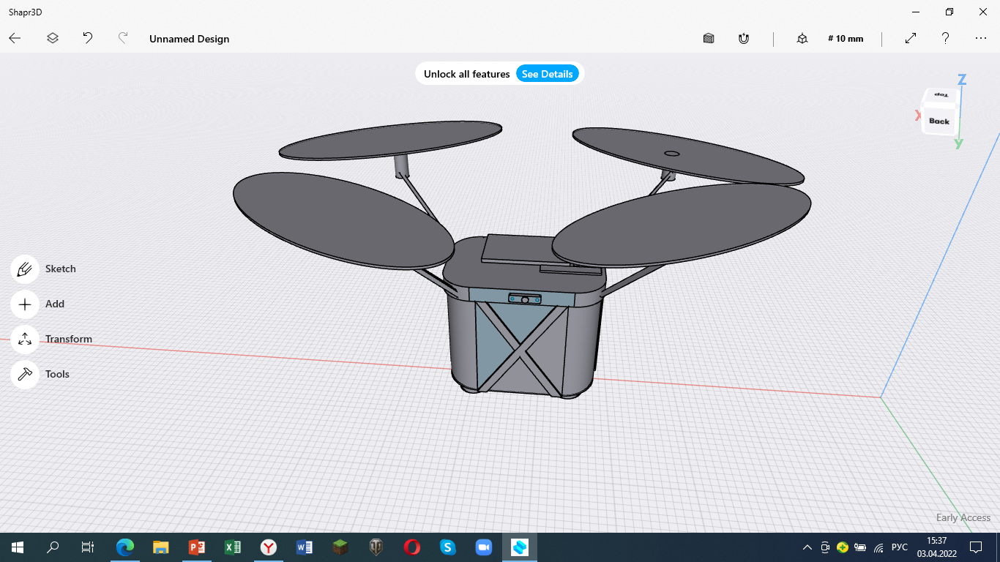 Shapr3D
Unnamed Design
# 10 mm
Unlock all features See Details
Z
Top
X
Back
Y
Sketch
Add
Transform
Tools
Early Access
РУС
15:37
03.04.2022